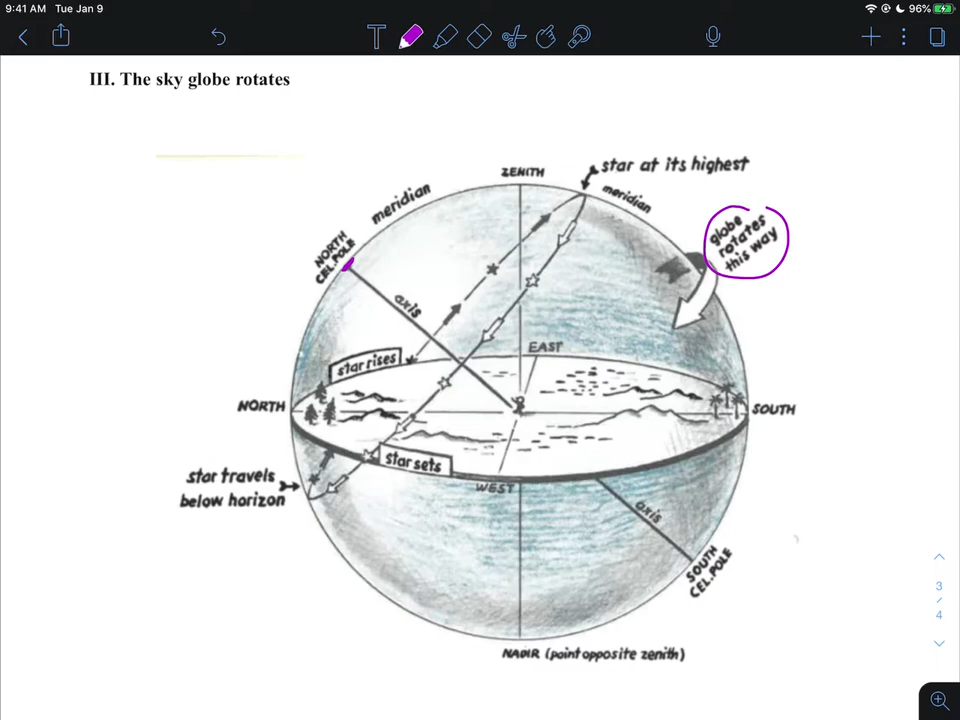 9:41 AM Tue Jan 9
96%
T
III. The sky globe rotates
ZENITH
star at its highest
meridian
meridian
globe
rotates
this way
NORTH
CEL. POLE
axis
EAST
star rises
NORTH
SOUTH
star sets
star travels
below horizon
WEST
axis
SOUTH
CEL. POLE
NADIR (point opposite zenith)
3
/
4